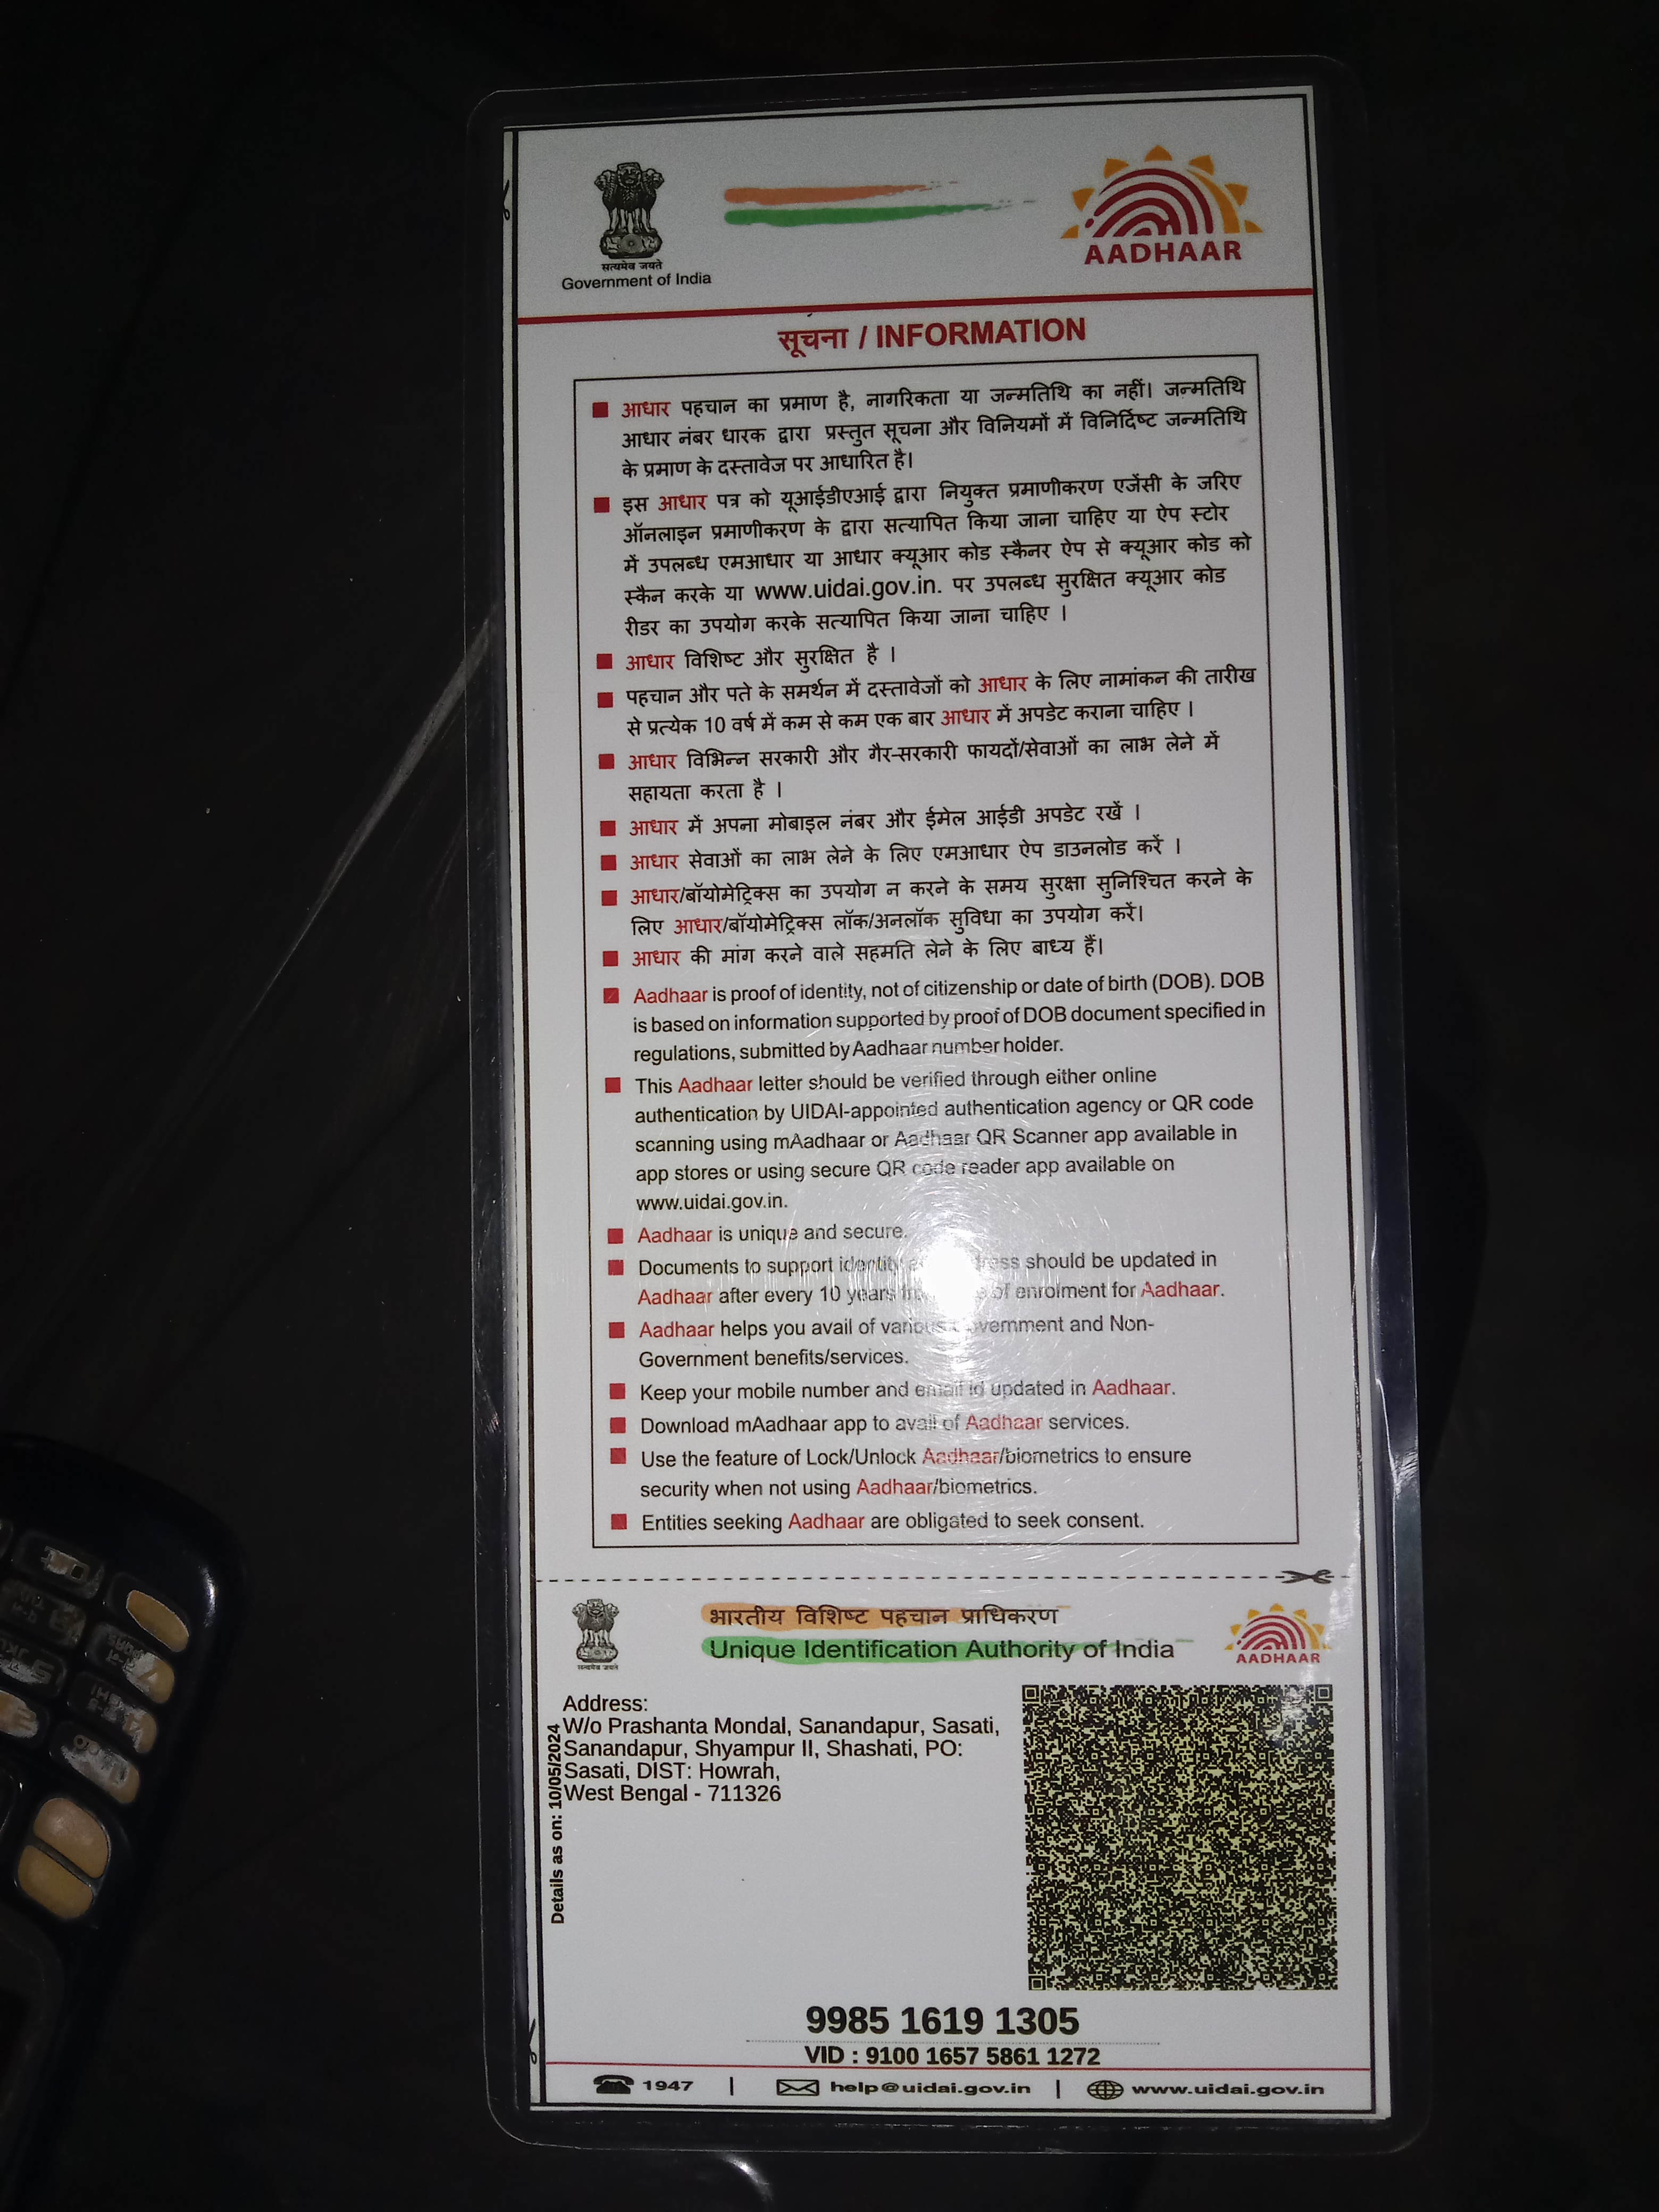 सत्यमेव जयते
Government of India
AADHAAR
सूचना / INFORMATION
आधार पहचान का प्रमाण है, नागरिकता या जन्मतिथि का नहीं। जन्मतिथि
आधार नंबर धारक द्वारा प्रस्तुत सूचना और विनियमों में विनिर्दिष्ट जन्मतिथि
के प्रमाण के दस्तावेज पर आधारित है।
इस आधार पत्र को यूआईडीएआई द्वारा नियुक्त प्रमाणीकरण एजेंसी के जरिए
ऑनलाइन प्रमाणीकरण के द्वारा सत्यापित किया जाना चाहिए या ऐप स्टोर
में उपलब्ध एमआधार या आधार क्यूआर कोड स्कैनर ऐप से क्यूआर कोड को
स्कैन करके या www.uidai.gov.in. पर उपलब्ध सुरक्षित क्यूआर कोड
रीडर का उपयोग करके सत्यापित किया जाना चाहिए ।
आधार विशिष्ट और सुरक्षित है ।
पहचान और पते के समर्थन में दस्तावेजों को आधार के लिए नामांकन की तारीख
से प्रत्येक 10 वर्ष में कम से कम एक बार आधार में अपडेट कराना चाहिए ।
आधार विभिन्न सरकारी और गैर-सरकारी फायदों/सेवाओं का लाभ लेने में
सहायता करता है ।
आधार में अपना मोबाइल नंबर और ईमेल आईडी अपडेट रखें ।
आधार सेवाओं का लाभ लेने के लिए एमआधार ऐप डाउनलोड करें ।
आधार/बॉयोमेट्रिक्स का उपयोग न करने के समय सुरक्षा सुनिश्चित करने के
लिए आधार/बॉयोमेट्रिक्स लॉक/अनलॉक सुविधा का उपयोग करें।
आधार की मांग करने वाले सहमति लेने के लिए बाध्य हैं।
Aadhaar is proof of identity, not of citizenship or date of birth (DOB). DOB
is based on information supported by proof of DOB document specified in
regulations, submitted by Aadhaar number holder.
This Aadhaar letter should be verified through either online
authentication by UIDAI-appointed authentication agency or QR code
scanning using mAadhaar or Aadhaar QR Scanner app available in
app stores or using secure QR code reader app available on
www.uidai.gov.in.
Aadhaar is unique and secure.
Documents to support identity should be updated in
Aadhaar after every 10 years of enrolment for Aadhaar.
Aadhaar helps you avail of various Government and Non-
Government benefits/services.
Keep your mobile number and email id updated in Aadhaar.
Download mAadhaar app to avail of Aadhaar services.
Use the feature of Lock/Unlock Aadhaar/biometrics to ensure
security when not using Aadhaar/biometrics.
Entities seeking Aadhaar are obligated to seek consent.
सत्यमेव जयते
भारतीय विशिष्ट पहचान प्राधिकरण
Unique Identification Authority of India
AADHAAR
Details as on: 10/05/2024
Address:
W/o Prashanta Mondal, Sanandapur, Sasati,
Sanandapur, Shyampur II, Shashati, PO:
Sasati, DIST: Howrah,
West Bengal - 711326
9985 1619 1305
VID : 9100 1657 5861 1272
1947 | help@uidai.gov.in | www.uidai.gov.in